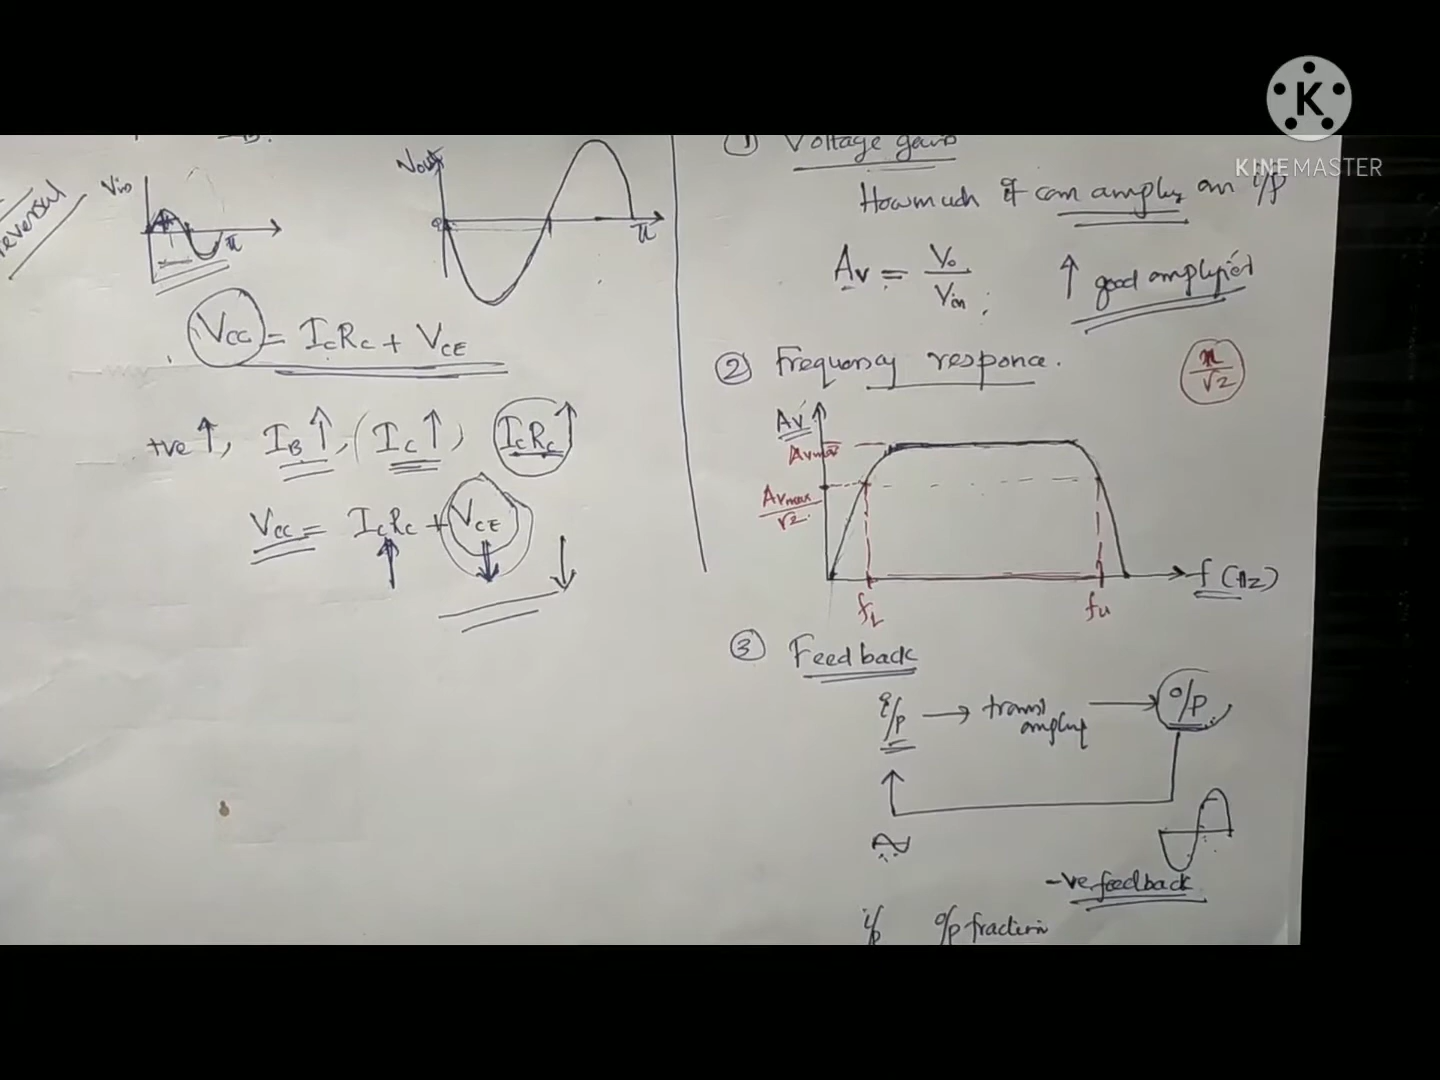 reversal
Vin
π
Vout
π
Vcc = IcRc + VCE
+ve ↑, IB ↑, (Ic ↑) IcRc ↑
Vcc = IcRc + VCE
1) Voltage gain
How much it can amplify an i/p
Av = Vo / Vin ↑ good amplifier
② Frequency responce.
x / √2
Av
Avmax
Avmax / √2
fL
fu
f (Hz)
③ Feedback
i/p → → o/p
-ve feedback
i/p o/p fraction
K
KINEMASTER